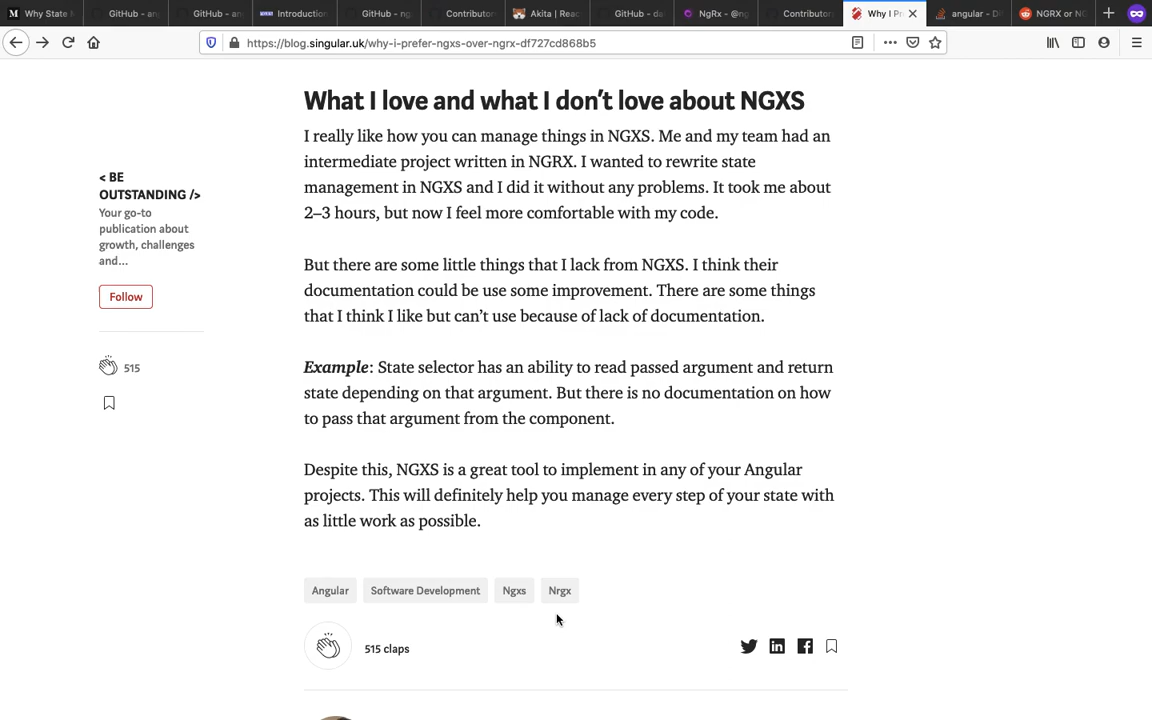 Why State M
GitHub - an
GitHub - an
Introduction
GitHub - ng
Contributor
Akita | Reac
GitHub - da
NgRx - @ng
Contributor
Why I Pr
angular - Di
NGRX or NG
https://blog.singular.uk/why-i-prefer-ngxs-over-ngrx-df727cd868b5
What I love and what I don't love about NGXS
I really like how you can manage things in NGXS. Me and my team had an
intermediate project written in NGRX. I wanted to rewrite state
management in NGXS and I did it without any problems. It took me about
2–3 hours, but now I feel more comfortable with my code.
< BE
OUTSTANDING />
Your go-to
publication about
growth, challenges
and...
Follow
515
But there are some little things that I lack from NGXS. I think their
documentation could be use some improvement. There are some things
that I think I like but can't use because of lack of documentation.
Example: State selector has an ability to read passed argument and return
state depending on that argument. But there is no documentation on how
to pass that argument from the component.
Despite this, NGXS is a great tool to implement in any of your Angular
projects. This will definitely help you manage every step of your state with
as little work as possible.
Angular
Software Development
Ngxs
Nrgx
515 claps